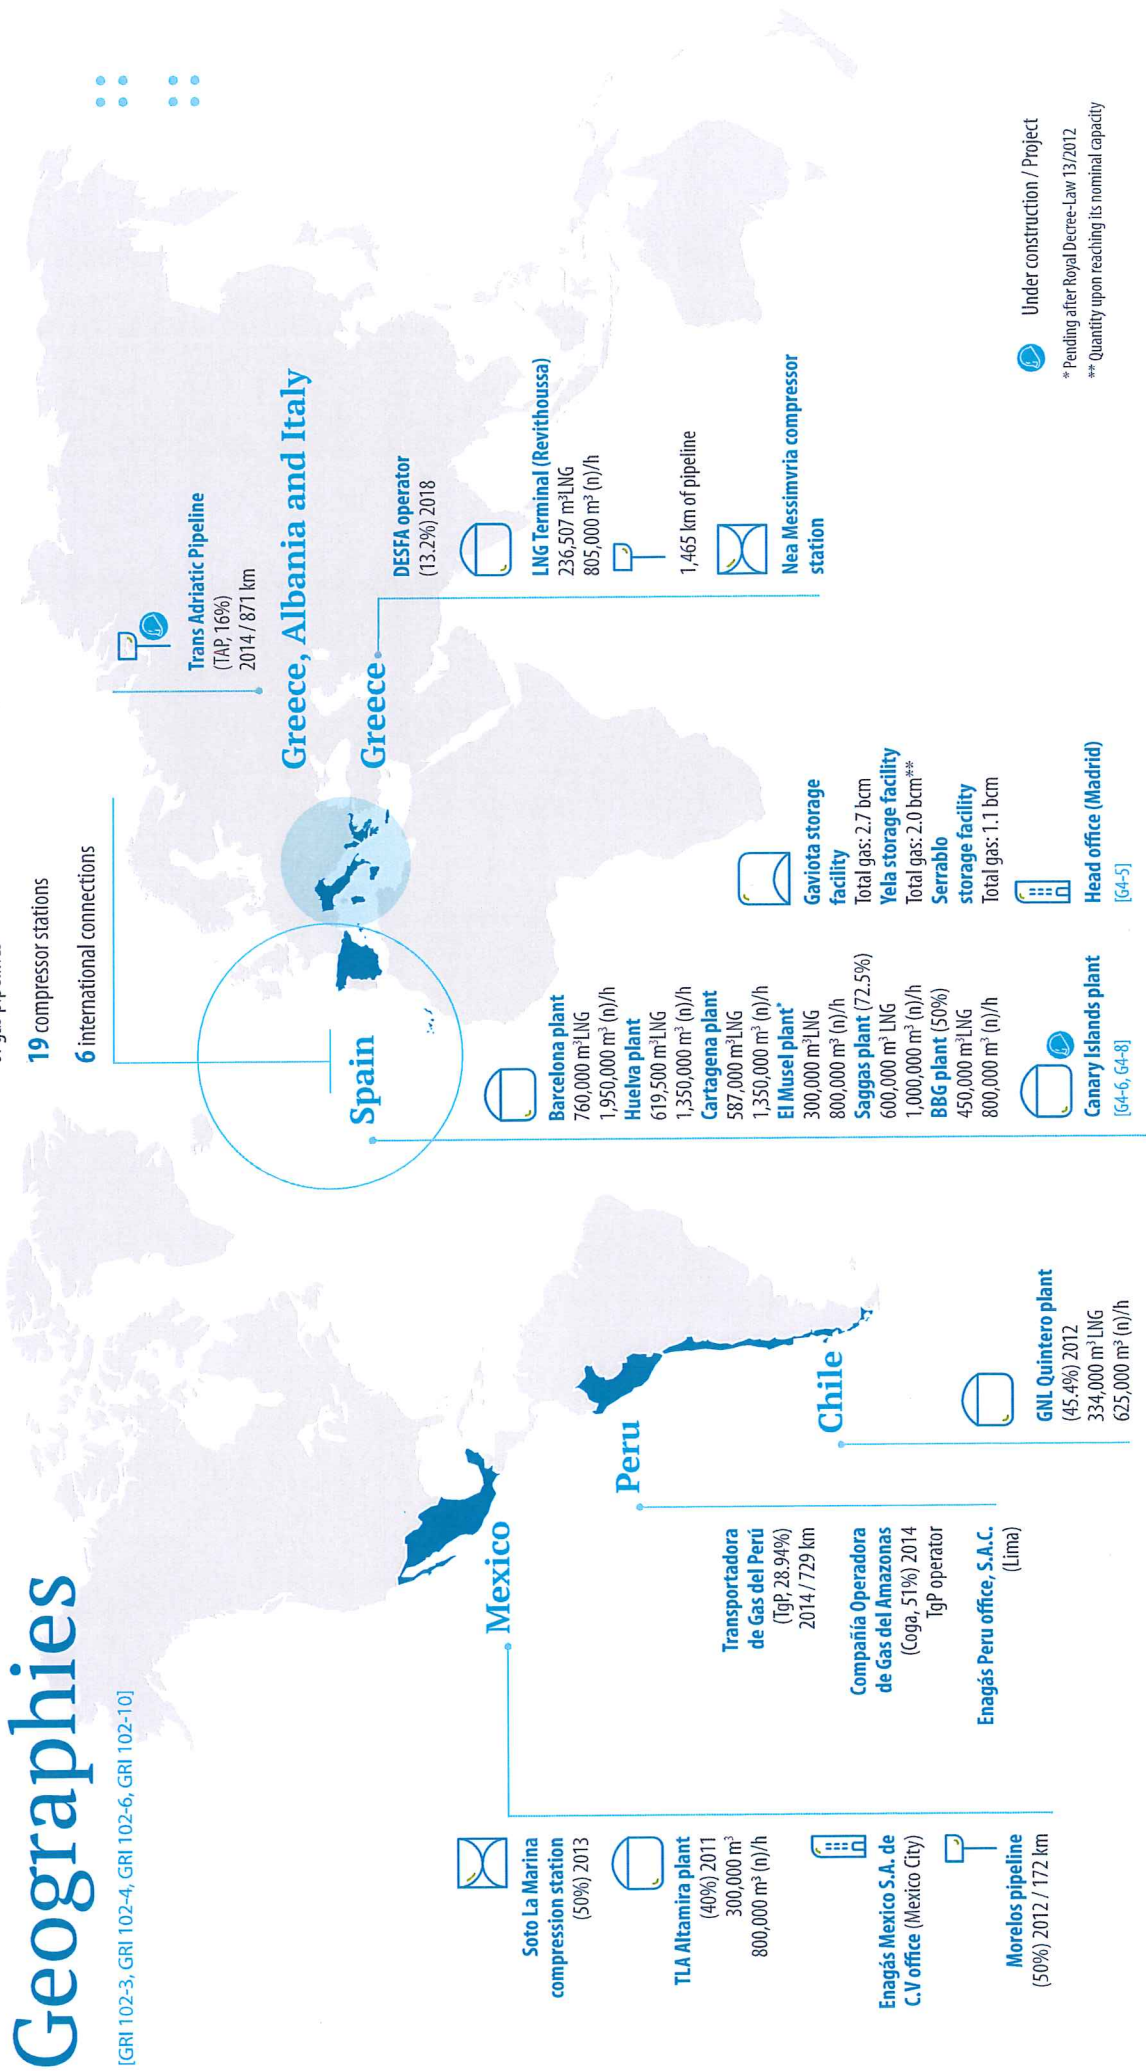 Geographies
[GRI 102-3, GRI 102-4, GRI 102-6, GRI 102-10]
19 compressor stations
6 international connections
Mexico
Soto La Marina
compression station
(50%) 2013
TLA Altamira plant
(40%) 2011
300,000 m³
800,000 m³ (n)/h
Enagás Mexico S.A. de
C.V office (Mexico City)
Morelos pipeline
(50%) 2012 / 172 km
Peru
Transportadora
de Gas del Perú
(TgP, 28.94%)
2014 / 729 km
Compañía Operadora
de Gas del Amazonas
(Coga, 51%) 2014
TgP operator
Enagás Peru office, S.A.C.
(Lima)
Chile
GNL Quintero plant
(45.4%) 2012
334,000 m³ LNG
625,000 m³ (n)/h
Spain
Barcelona plant
760,000 m³LNG
1,950,000 m³ (n)/h
Huelva plant
619,500 m³LNG
1,350,000 m³ (n)/h
Cartagena plant
587,000 m³LNG
1,350,000 m³ (n)/h
El Musel plant*
300,000 m³LNG
800,000 m³ (n)/h
Saggas plant (72.5%)
600,000 m³ LNG
1,000,000 m³ (n)/h
BBG plant (50%)
450,000 m³LNG
800,000 m³ (n)/h
Canary Islands plant
[G4-6, G4-8]
Gaviota storage
facility
Total gas: 2.7 bcm
Yela storage facility
Total gas: 2.0 bcm**
Serrablo
storage facility
Total gas: 1.1 bcm
Head office (Madrid)
[G4-5]
Trans Adriatic Pipeline
(TAP, 16%)
2014 / 871 km
Greece, Albania and Italy
Greece
DESFA operator
(13.2%) 2018
LNG Terminal (Revithoussa)
236,507 m³LNG
805,000 m³ (n)/h
1,465 km of pipeline
Nea Messimvria compressor
station
Under construction / Project
* Pending after Royal Decree-Law 13/2012
** Quantity upon reaching its nominal capacity